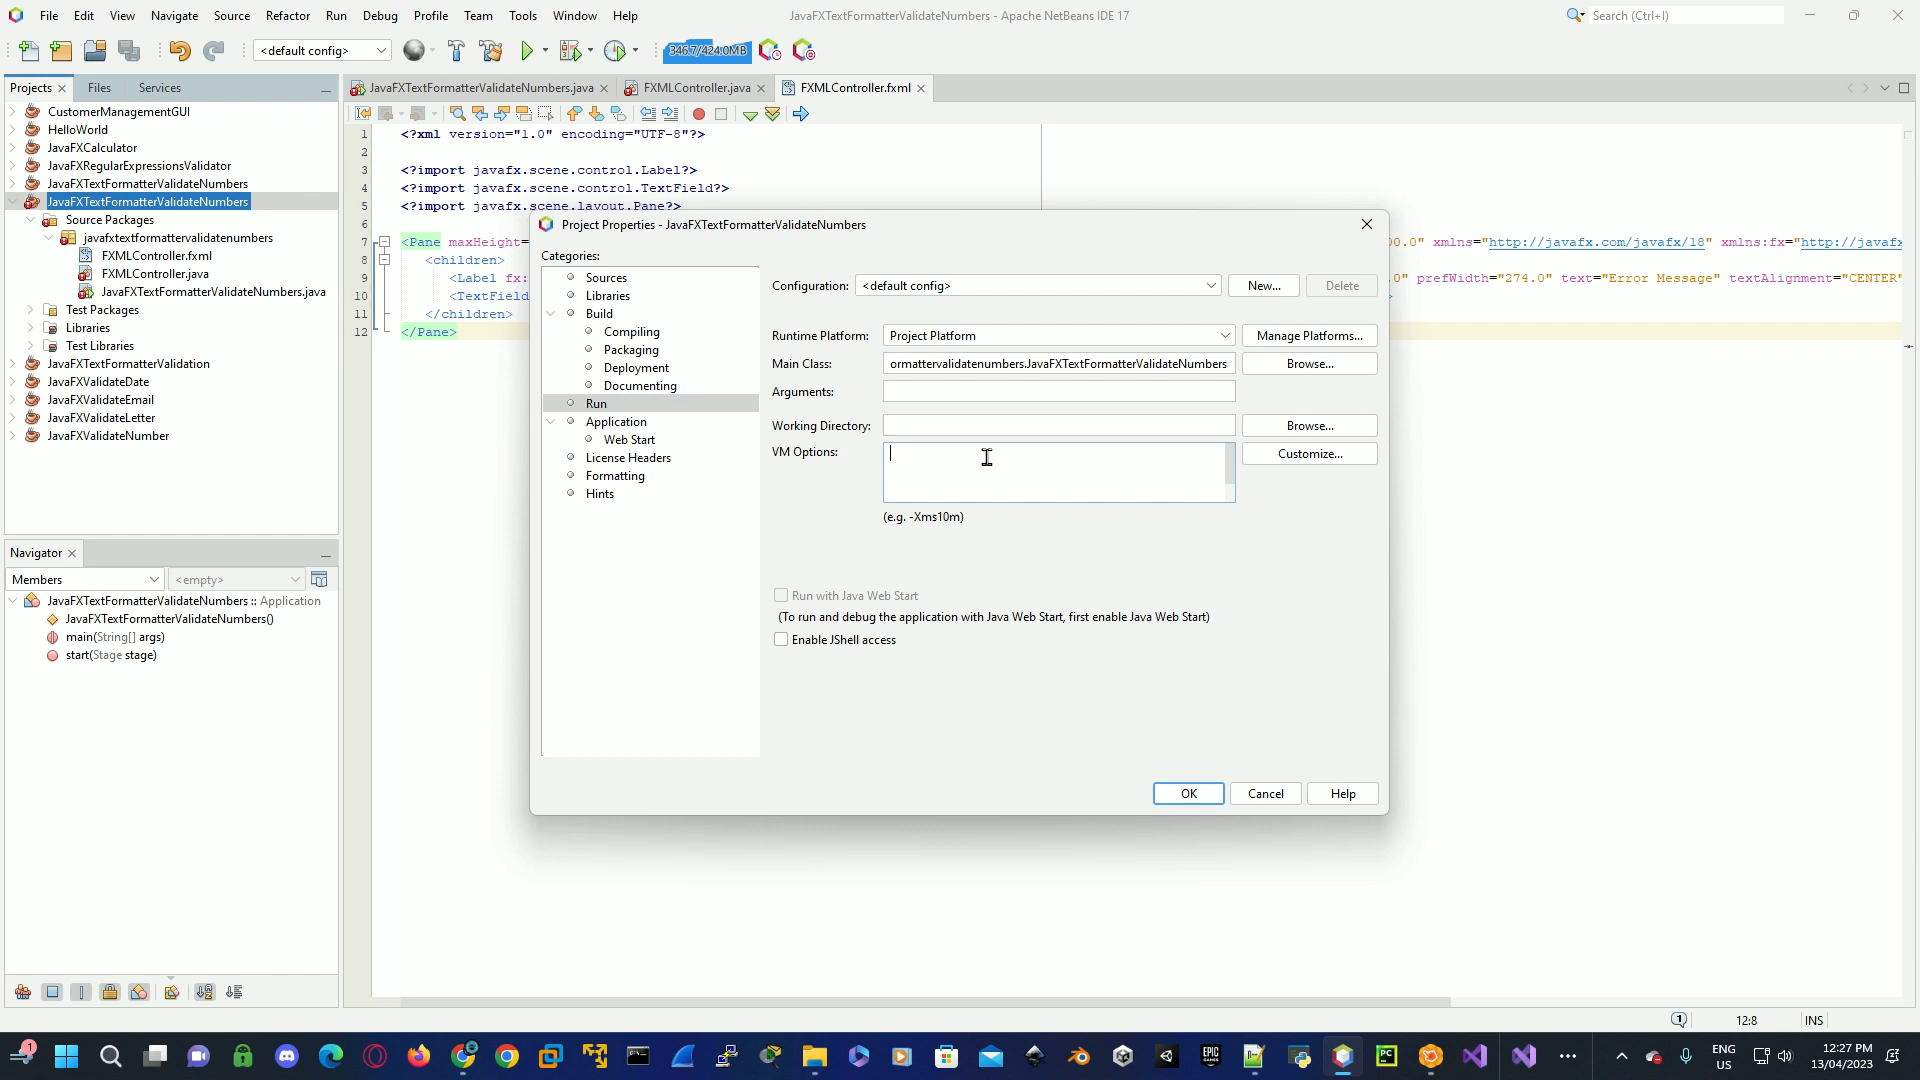 File Edit View Navigate Source Refactor Run Debug Profile Team Tools Window Help
JavaFXTextFormatterValidateNumbers - Apache NetBeans IDE 17
Search (Ctrl+I)
<default config>
346.7/424.0MB
Projects Files Services
JavaFXTextFormatterValidateNumbers.java FXMLController.java FXMLController.fxml
CustomerManagementGUI
HelloWorld
JavaFXCalculator
JavaFXRegularExpressionsValidator
JavaFXTextFormatterValidateNumbers
JavaFXTextFormatterValidateNumbers
Source Packages
javafxtextformattervalidatenumbers
FXMLController.fxml
FXMLController.java
JavaFXTextFormatterValidateNumbers.java
Test Packages
Libraries
Test Libraries
JavaFXTextFormatterValidation
JavaFXValidateDate
JavaFXValidateEmail
JavaFXValidateLetter
JavaFXValidateNumber
1 <?xml version="1.0" encoding="UTF-8"?>
2
3 <?import javafx.scene.control.Label?>
4 <?import javafx.scene.control.TextField?>
5 <?import javafx.scene.layout.Pane?>
6
7 <Pane maxHeight= 00.0" xmlns="http://javafx.com/javafx/18" xmlns:fx="http://javafx
8 <children>
9 <Label fx: 0" prefWidth="274.0" text="Error Message" textAlignment="CENTER"
10 <TextField
11 </children>
12 </Pane>
Project Properties - JavaFXTextFormatterValidateNumbers
Categories:
Sources
Libraries
Build
Compiling
Packaging
Deployment
Documenting
Run
Application
Web Start
License Headers
Formatting
Hints
Configuration: <default config> New... Delete
Runtime Platform: Project Platform Manage Platforms...
Main Class: ormattervalidatenumbers.JavaFXTextFormatterValidateNumbers Browse...
Arguments:
Working Directory: Browse...
VM Options: Customize...
(e.g. -Xms10m)
Run with Java Web Start
(To run and debug the application with Java Web Start, first enable Java Web Start)
Enable JShell access
OK Cancel Help
Navigator
Members <empty>
JavaFXTextFormatterValidateNumbers :: Application
JavaFXTextFormatterValidateNumbers()
main(String[] args)
start(Stage stage)
1 12:8 INS
1
PC
EPIC GAMES
ENG
US
12:27 PM
13/04/2023